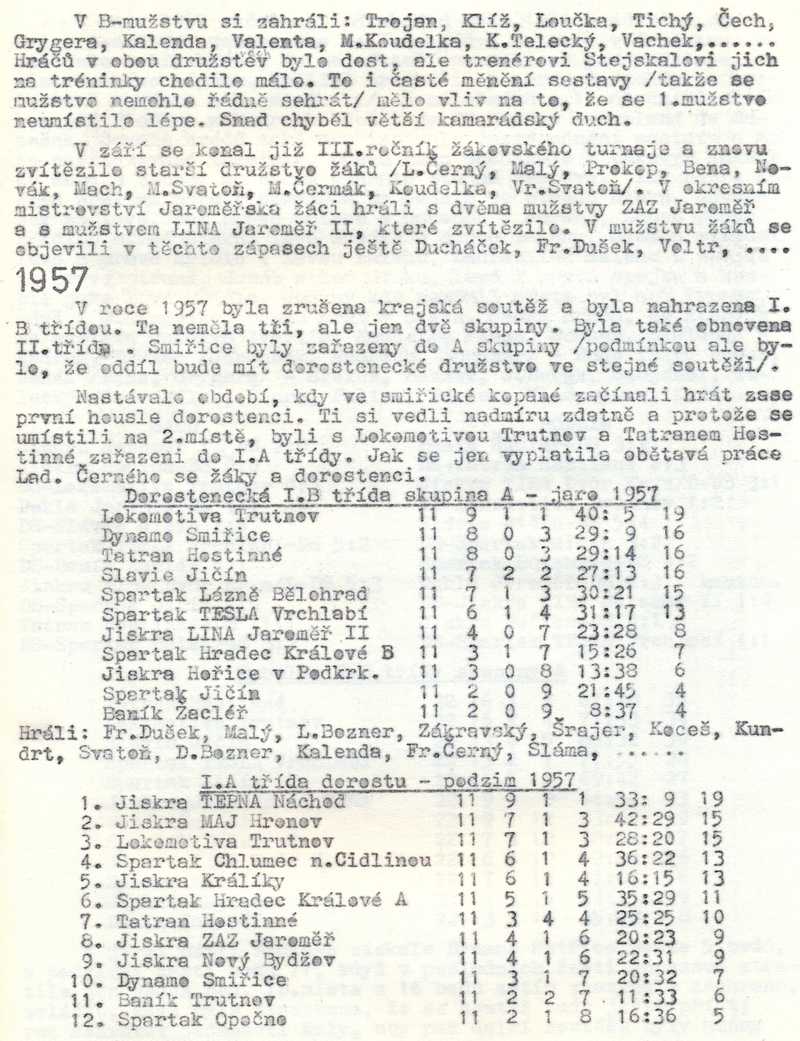 V B-mužstvu si zahráli: Trojan, Klíž, Loučka, Tichý, Čech,
Grygera, Kalenda, Valenta, M.Koudelka, K.Telecký, Vachek,......
Hráčů v obou družstev bylo dost, ale trenérovi Stejskalovi jich
na tréninky chodilo málo. To i časté měnění sestavy /takže se
mužstvo nemohlo řádně sehrát/ mělo vliv na to, že se 1.mužstvo
neumístilo lépe. Snad chyběl větší kamarádský duch.
V září se konal již III.ročník žákovského turnaje a znovu
zvítězilo starší družstvo žáků /L.Černý, Malý, Prokop, Bena, No-
vák, Mach, M.Svatoň, M.Čermák, Koudelka, Vr.Svatoň/. V okresním
mistrovství Jaroměřska žáci hráli s dvěma mužstvy ZAZ Jaroměř
a s mužstvem LINA Jaroměř II, které zvítězilo. V mužstvu žáků se
objevili v těchto zápasech ještě Ducháček, Fr.Dušek, Voltr, ....
1957
V roce 1957 byla zrušena krajská soutěž a byla nahrazena I.
B třídou. Ta neměla tři, ale jen dvě skupiny. Byla také obnovena
II.třída . Smiřice byly zařazeny do A skupiny /podmínkou ale by-
lo, že oddíl bude mít dorostenecké družstvo ve stejné soutěži/.
Nastávalo období, kdy ve smiřické kopané začínali hrát zase
první housle dorostenci. Ti si vedli nadmíru zdatně a protože se
umístili na 2.místě, byli s Lokomotivou Trutnov a Tatranem Hos-
tinné zařazeni do I.A třídy. Jak se jen vyplatila obětavá práce
Lad. Černého se žáky a dorostenci.
Dorostenecká I.B třída skupina A - jaro 1957
Lokomotiva Trutnov 11 9 1 1 40: 5 19
Dynamo Smiřice 11 8 0 3 29: 9 16
Tatran Hostinné 11 8 0 3 29:14 16
Slavie Jičín 11 7 2 2 27:13 16
Spartak Lázně Bělohrad 11 7 1 3 30:21 15
Spartak TESLA Vrchlabí 11 6 1 4 31:17 13
Jiskra LINA Jaroměř II 11 4 0 7 23:28 8
Spartak Hradec Králové B 11 3 1 7 15:26 7
Jiskra Hořice v Podkrk. 11 3 0 8 13:38 6
Spartak Jičín 11 2 0 9 21:45 4
Baník Žacléř 11 2 0 9 8:37 4
Hráli: Fr.Dušek, Malý, L.Bozner, Zákravský, Šrajer, Koceš, Kun-
drt, Svatoň, D.Bozner, Kalenda, Fr.Černý, Sláma, ......
I.A třída dorostu - podzim 1957
1. Jiskra TEPNA Náchod 11 9 1 1 33: 9 19
2. Jiskra MAJ Hronov 11 7 1 3 42:29 15
3. Lokomotiva Trutnov 11 7 1 3 28:20 15
4. Spartak Chlumec n.Cidlinou 11 6 1 4 36:22 13
5. Jiskra Králíky 11 6 1 4 16:15 13
6. Spartak Hradec Králové A 11 5 1 5 35:29 11
7. Tatran Hostinné 11 3 4 4 25:25 10
8. Jiskra ZAZ Jaroměř 11 4 1 6 20:23 9
9. Jiskra Nový Bydžov 11 4 1 6 22:31 9
10. Dynamo Smiřice 11 3 1 7 20:32 7
11. Baník Trutnov 11 2 2 7 11:33 6
12. Spartak Opočno 11 2 1 8 16:36 5